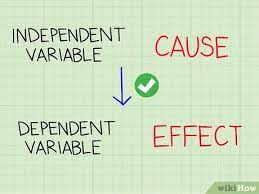 INDEPENDENT CAUSE
VARIABLE
DEPENDENT EFFECT
VARIABLE
wikiHow